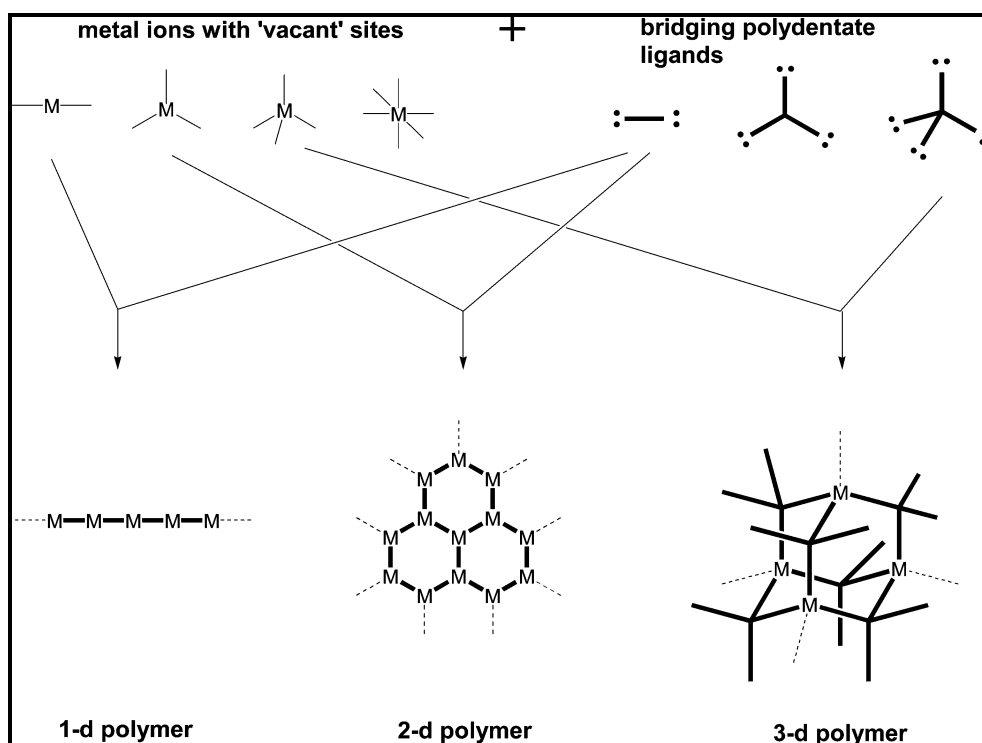 metal ions with 'vacant' sites + bridging polydentate
ligands
M M M M
M M M M M
M
M M
M M
M M M
M M M
M M
M
M M
M
1-d polymer 2-d polymer 3-d polymer